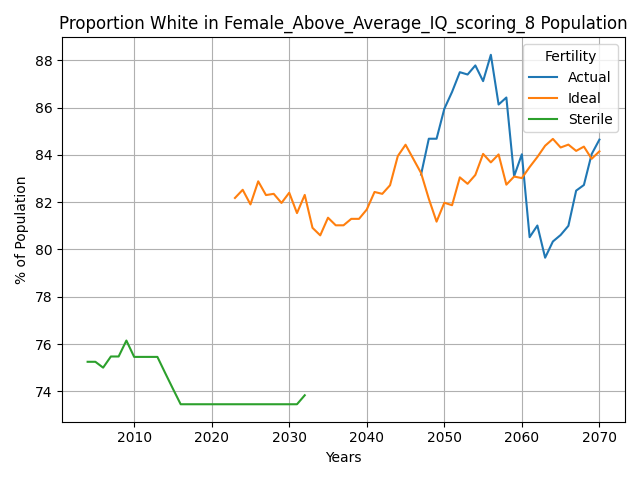 Proportion White in Female_Above_Average_IQ_scoring_8 Population
Fertility
Actual
Ideal
Sterile
% of Population
88
86
84
82
80
78
76
74
2010
2020
2030
2040
2050
2060
2070
Years